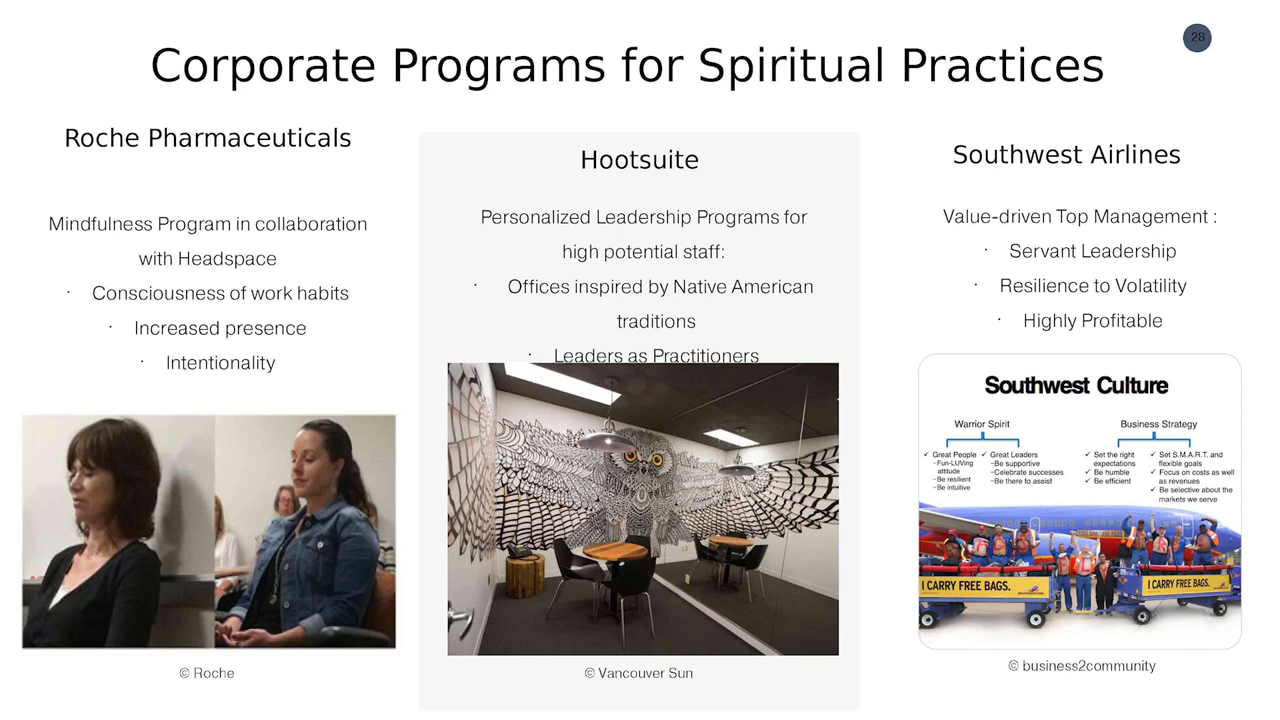 28
Corporate Programs for Spiritual Practices
Roche Pharmaceuticals
Mindfulness Program in collaboration
with Headspace
· Consciousness of work habits
· Increased presence
· Intentionality
© Roche
Hootsuite
Personalized Leadership Programs for
high potential staff:
· Offices inspired by Native American
traditions
· Leaders as Practitioners
© Vancouver Sun
Southwest Airlines
Value-driven Top Management :
· Servant Leadership
· Resilience to Volatility
· Highly Profitable
Southwest Culture
Warrior Spirit
✓ Great People
-Fun-LUVing
attitude
-Be resilient
-Be intuitive
✓ Great Leaders
-Be supportive
-Celebrate successes
-Be there to assist
Business Strategy
✓ Set the right
expectations
✓ Be humble
✓ Be efficient
✓ Set S.M.A.R.T. and
flexible goals
✓ Focus on costs as well
as revenues
✓ Be selective about the
markets we serve
I CARRY FREE BAGS.
I CARRY FREE BAGS.
© business2community